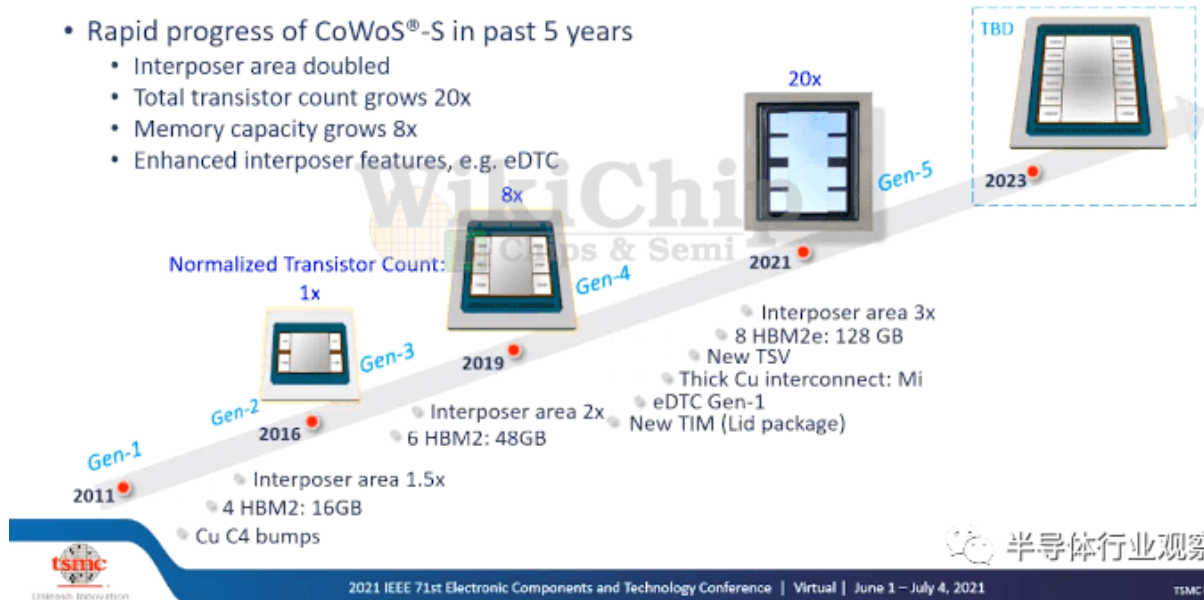 • Rapid progress of CoWoS®-S in past 5 years
• Interposer area doubled
• Total transistor count grows 20x
• Memory capacity grows 8x
• Enhanced interposer features, e.g. eDTC
WikiChip
Chips & Semi
Normalized Transistor Count:
1x
8x
20x
TBD
Gen-1
Gen-2
Gen-3
Gen-4
Gen-5
2011
2016
2019
2021
2023
Interposer area 1.5x
4 HBM2: 16GB
Cu C4 bumps
Interposer area 2x
6 HBM2: 48GB
Interposer area 3x
8 HBM2e: 128 GB
New TSV
Thick Cu interconnect: Mi
eDTC Gen-1
New TIM (Lid package)
半导体行业观察
tsmc
Unleash Innovation
2021 IEEE 71st Electronic Components and Technology Conference | Virtual | June 1 – July 4, 2021
TSMC